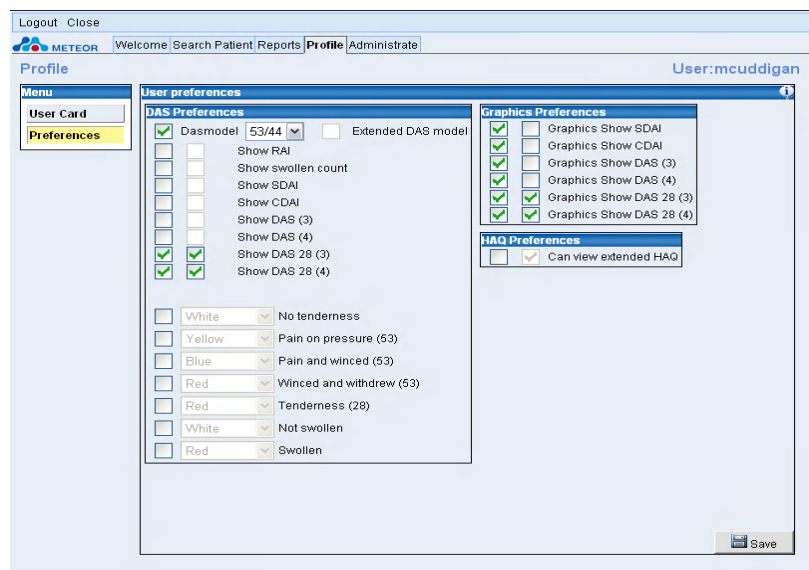 Logout Close
METEOR Welcome Search Patient Reports Profile Administrate
Profile
User:mcuddigan
Menu
User Card
Preferences
User preferences
DAS Preferences
Dasmodel 53/44 Extended DAS model
Show RAI
Show swollen count
Show SDAI
Show CDAI
Show DAS (3)
Show DAS (4)
Show DAS 28 (3)
Show DAS 28 (4)
White No tenderness
Yellow Pain on pressure (53)
Blue Pain and winced (53)
Red Winced and withdrew (53)
Red Tenderness (28)
White Not swollen
Red Swollen
Graphics Preferences
Graphics Show SDAI
Graphics Show CDAI
Graphics Show DAS (3)
Graphics Show DAS (4)
Graphics Show DAS 28 (3)
Graphics Show DAS 28 (4)
HAQ Preferences
Can view extended HAQ
Save